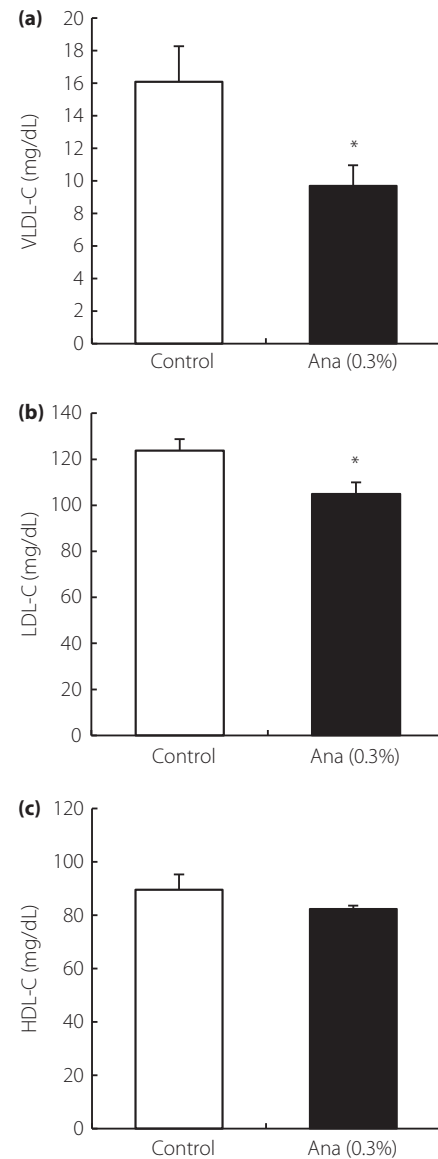 (a)
VLDL-C (mg/dL)
20
18
16
14
12
10
8
6
4
2
0
*
Control
Ana (0.3%)
(b)
LDL-C (mg/dL)
140
120
100
80
60
40
20
0
*
Control
Ana (0.3%)
(c)
HDL-C (mg/dL)
120
100
80
60
40
20
0
Control
Ana (0.3%)